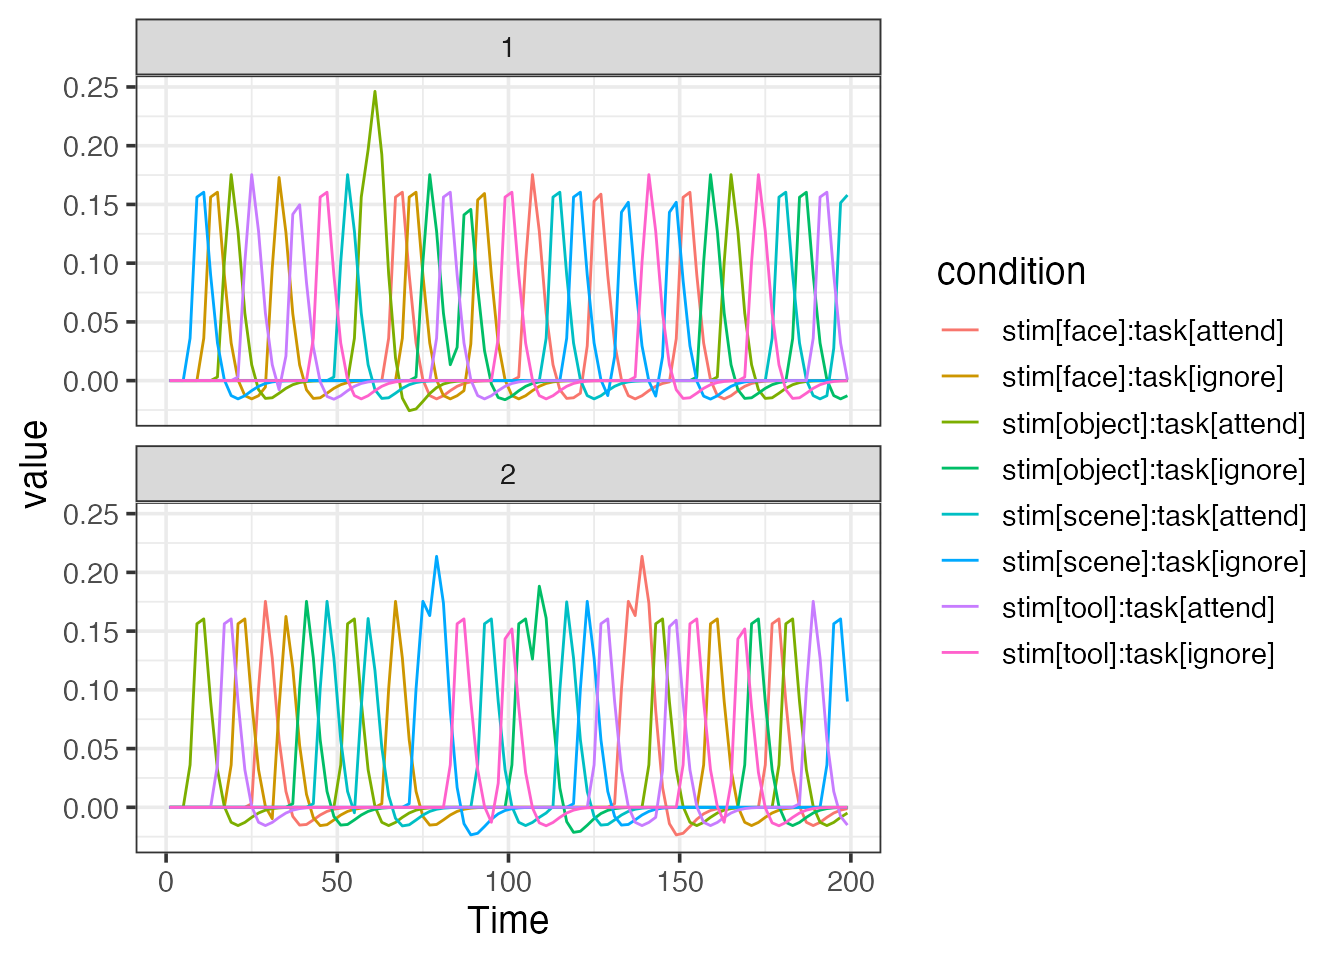 1
0.25
0.20
0.15
0.10
0.05
0.00
value
2
0.25
0.20
0.15
0.10
0.05
0.00
0 50 100 150 200
Time
condition
stim[face]:task[attend]
stim[face]:task[ignore]
stim[object]:task[attend]
stim[object]:task[ignore]
stim[scene]:task[attend]
stim[scene]:task[ignore]
stim[tool]:task[attend]
stim[tool]:task[ignore]